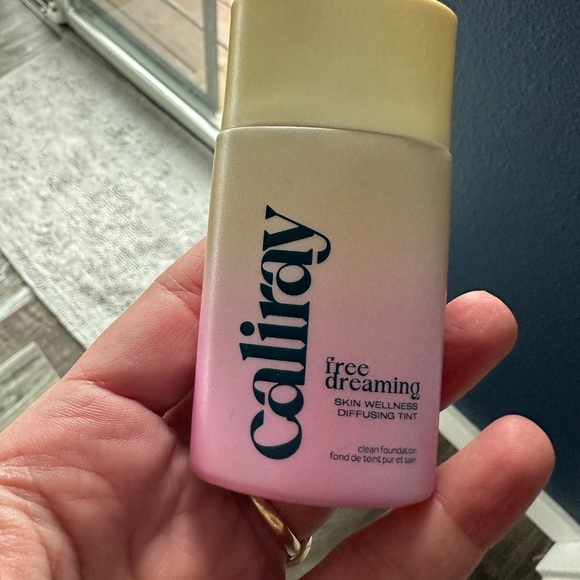 caliray
free
dreaming
SKIN WELLNESS
DIFFUSING TINT
clean foundation
fond de teint pur et sain